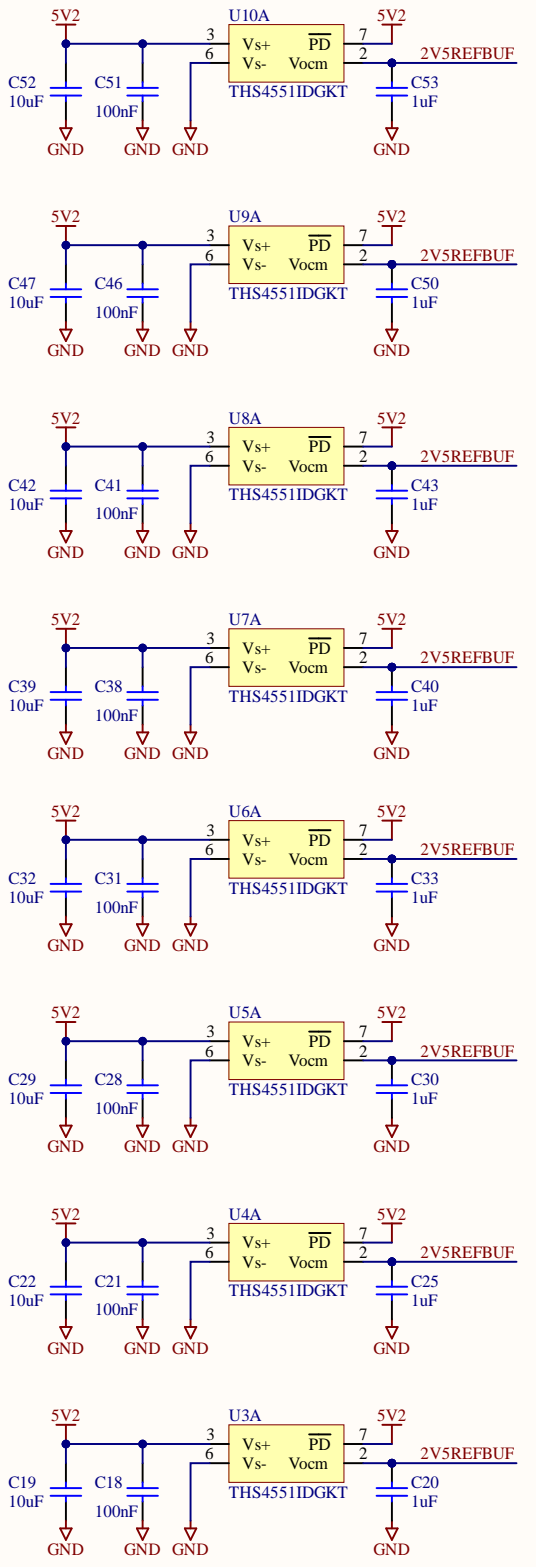 5V2 U10A 5V2
3 Vs+ PD 7
6 Vs- Vocm 2 2V5REFBUF
C52 C51 THS4551IDGKT C53
10uF 100nF 1uF
GND GND GND
5V2 U9A 5V2
3 Vs+ PD 7
6 Vs- Vocm 2 2V5REFBUF
C47 C46 THS4551IDGKT C50
10uF 100nF 1uF
GND GND GND
5V2 U8A 5V2
3 Vs+ PD 7
6 Vs- Vocm 2 2V5REFBUF
C42 C41 THS4551IDGKT C43
10uF 100nF 1uF
GND GND GND
5V2 U7A 5V2
3 Vs+ PD 7
6 Vs- Vocm 2 2V5REFBUF
C39 C38 THS4551IDGKT C40
10uF 100nF 1uF
GND GND GND
5V2 U6A 5V2
3 Vs+ PD 7
6 Vs- Vocm 2 2V5REFBUF
C32 C31 THS4551IDGKT C33
10uF 100nF 1uF
GND GND GND
5V2 U5A 5V2
3 Vs+ PD 7
6 Vs- Vocm 2 2V5REFBUF
C29 C28 THS4551IDGKT C30
10uF 100nF 1uF
GND GND GND
5V2 U4A 5V2
3 Vs+ PD 7
6 Vs- Vocm 2 2V5REFBUF
C22 C21 THS4551IDGKT C25
10uF 100nF 1uF
GND GND GND
5V2 U3A 5V2
3 Vs+ PD 7
6 Vs- Vocm 2 2V5REFBUF
C19 C18 THS4551IDGKT C20
10uF 100nF 1uF
GND GND GND